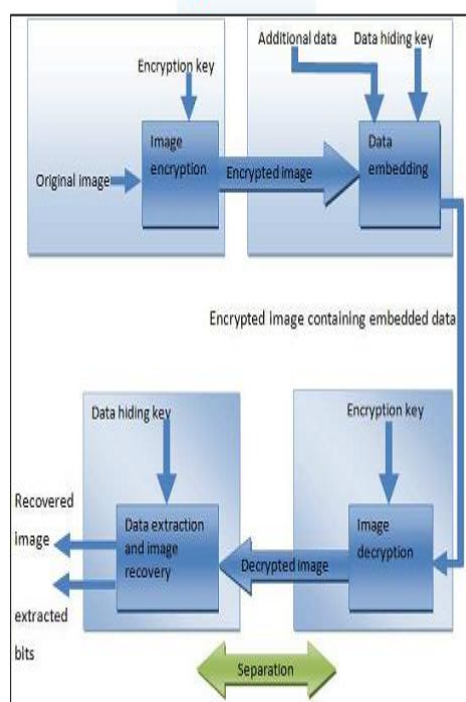 Additional data
Data hiding key
Encryption key
Image
encryption
Data
embedding
Original image
Encrypted image
Encrypted image containing embedded data
Data hiding key
Encryption key
Recovered
image
Data extraction
and image
recovery
Decrypted image
Image
decryption
extracted
bits
Separation